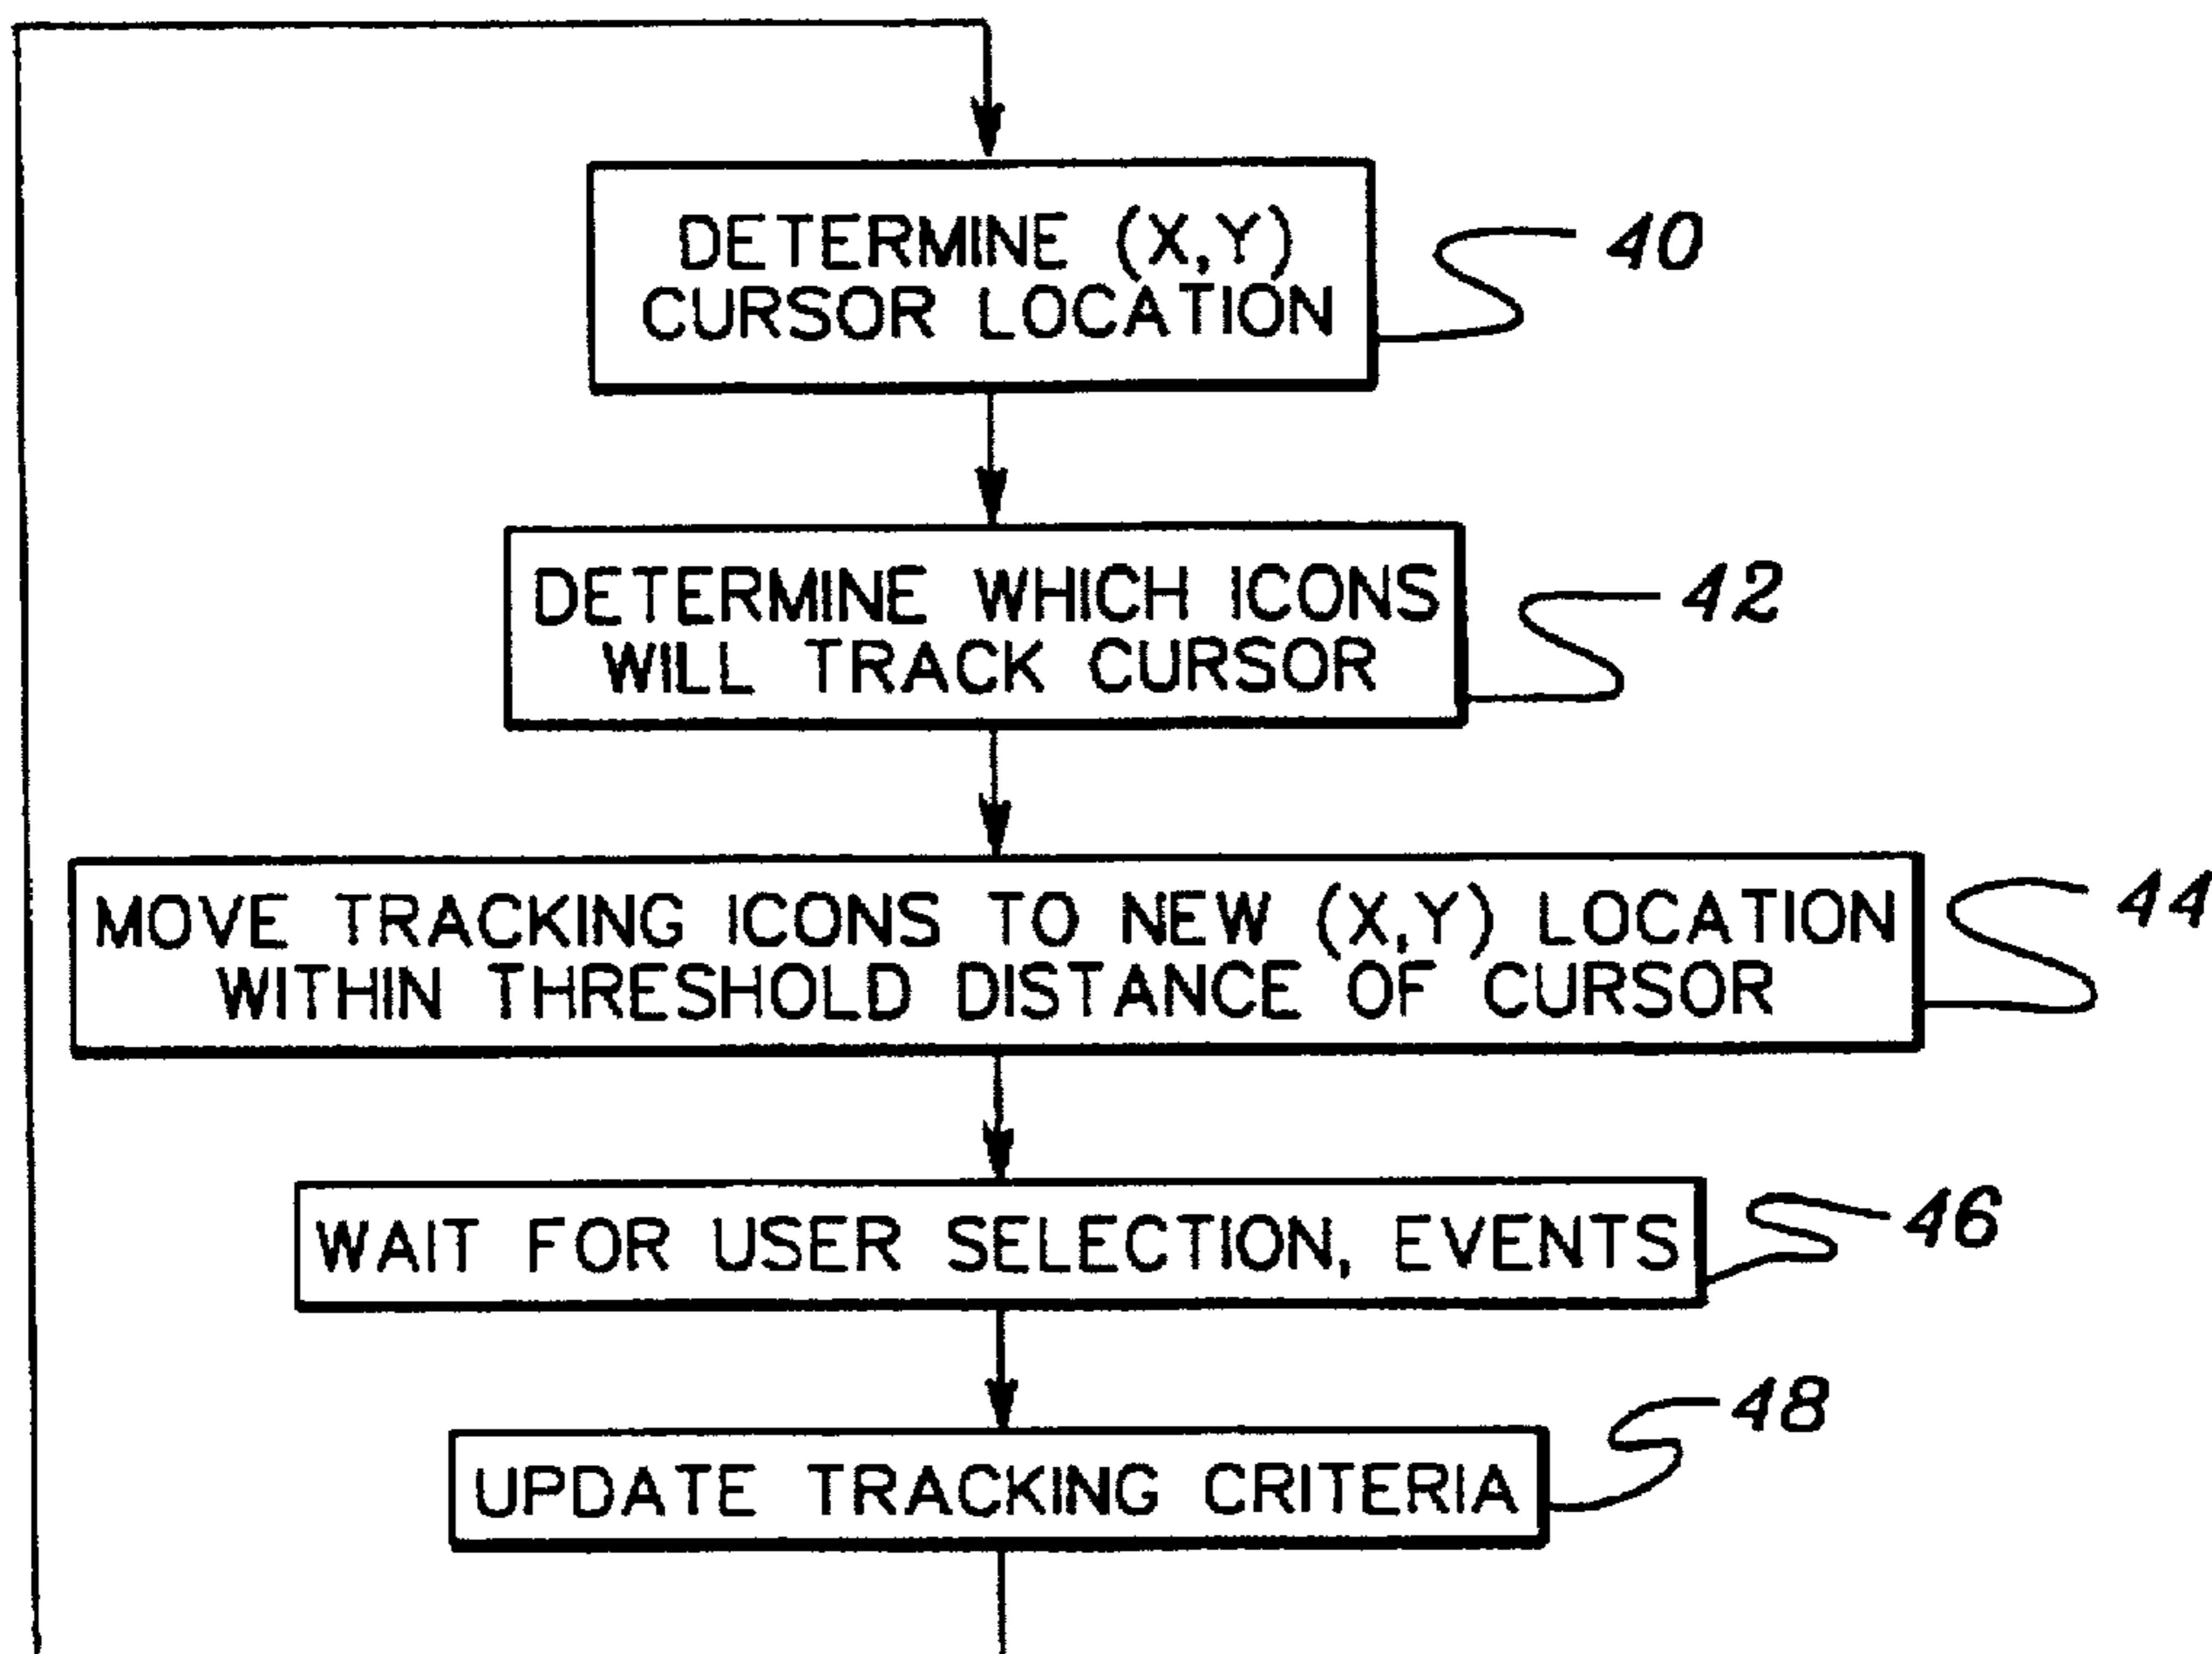 DETERMINE (X,Y)
CURSOR LOCATION
40
DETERMINE WHICH ICONS
WILL TRACK CURSOR
42
MOVE TRACKING ICONS TO NEW (X,Y) LOCATION
WITHIN THRESHOLD DISTANCE OF CURSOR
44
WAIT FOR USER SELECTION, EVENTS
46
UPDATE TRACKING CRITERIA
48